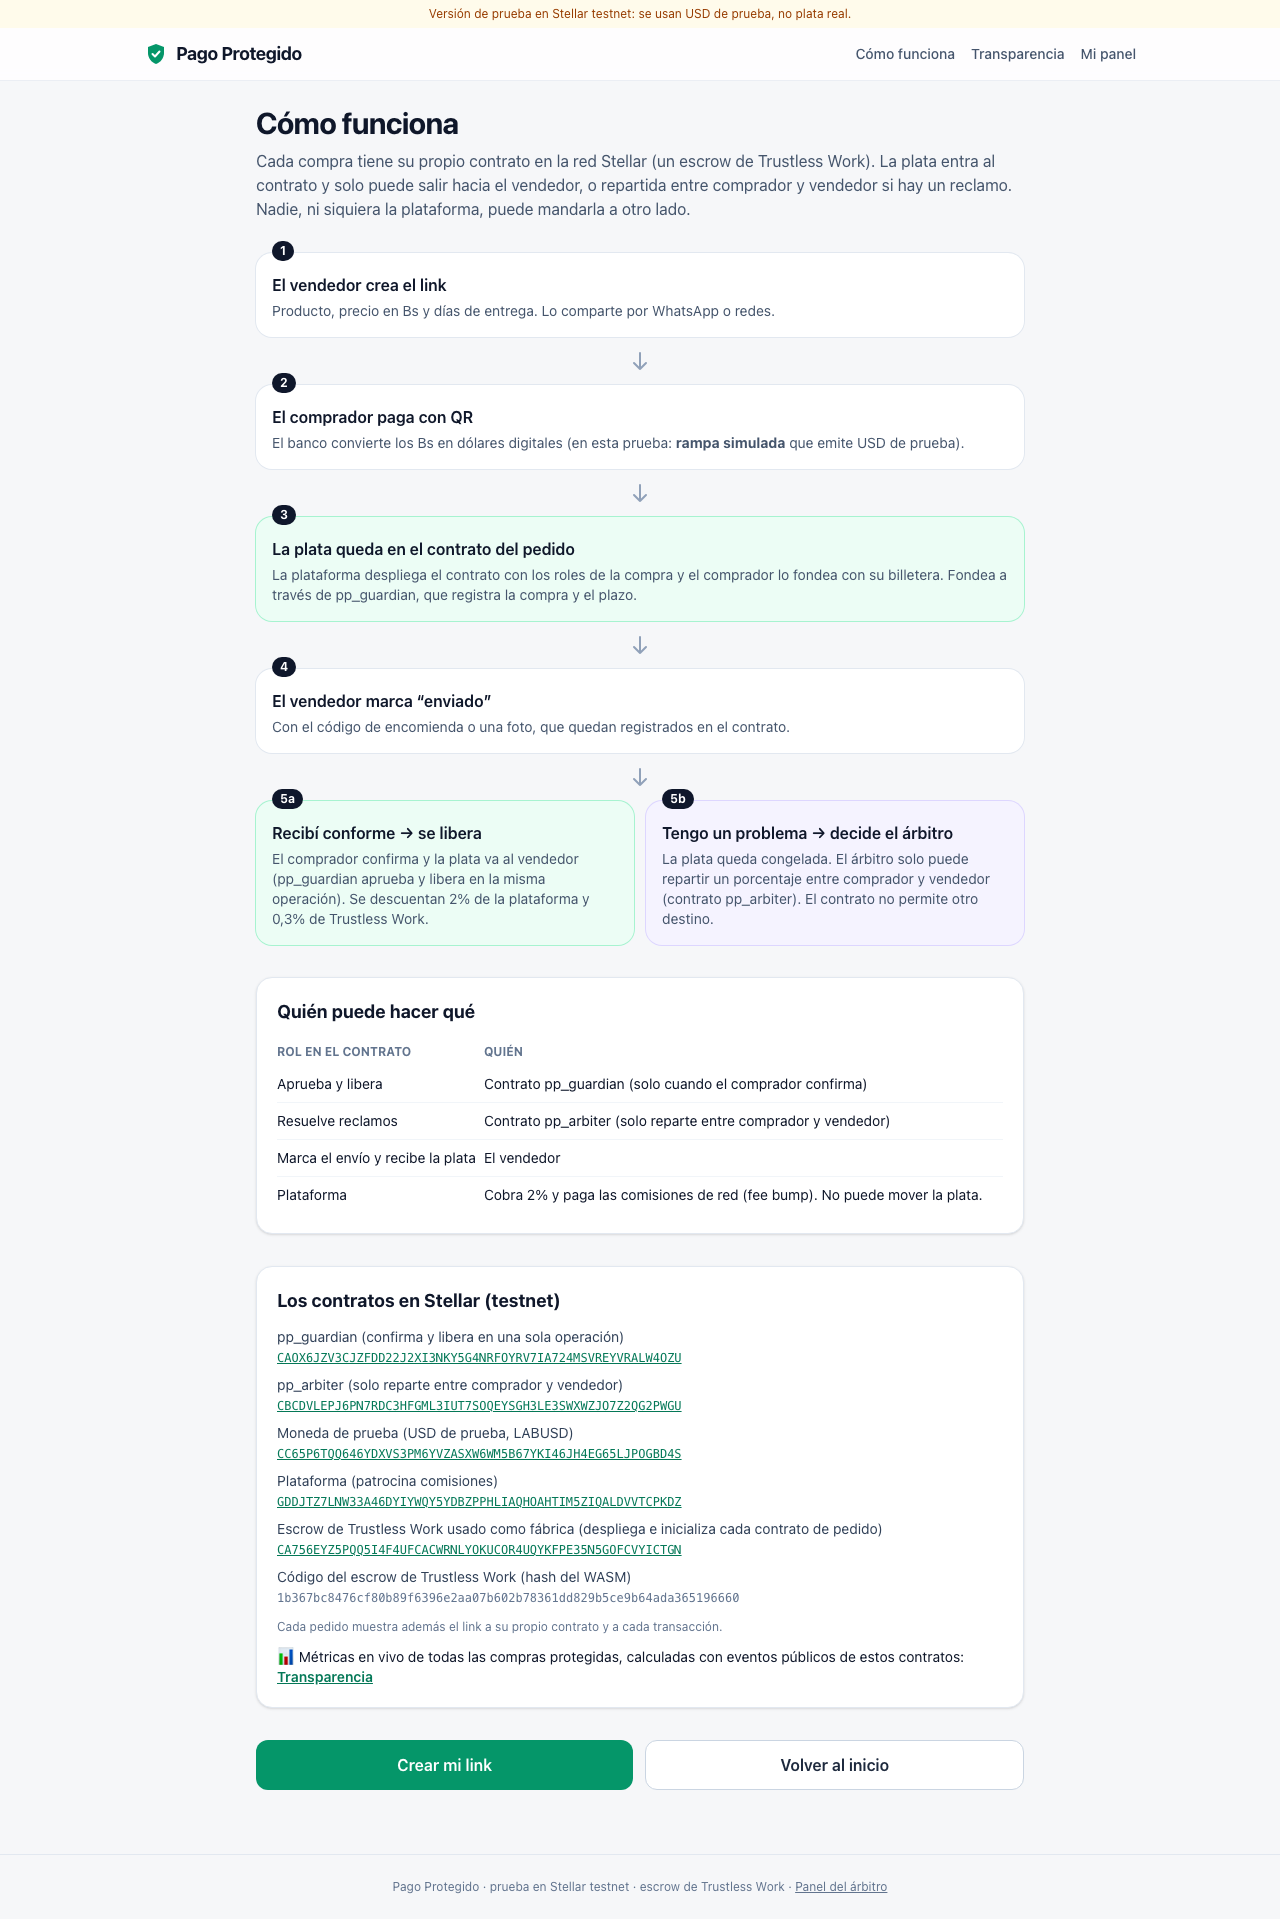 Versión de prueba en Stellar testnet: se usan USD de prueba, no plata real.
Pago Protegido
Cómo funciona Transparencia Mi panel
Cómo funciona
Cada compra tiene su propio contrato en la red Stellar (un escrow de Trustless Work). La plata entra al
contrato y solo puede salir hacia el vendedor, o repartida entre comprador y vendedor si hay un reclamo.
Nadie, ni siquiera la plataforma, puede mandarla a otro lado.
1
El vendedor crea el link
Producto, precio en Bs y días de entrega. Lo comparte por WhatsApp o redes.
2
El comprador paga con QR
El banco convierte los Bs en dólares digitales (en esta prueba: rampa simulada que emite USD de prueba).
3
La plata queda en el contrato del pedido
La plataforma despliega el contrato con los roles de la compra y el comprador lo fondea con su billetera. Fondea a
través de pp_guardian, que registra la compra y el plazo.
4
El vendedor marca “enviado”
Con el código de encomienda o una foto, que quedan registrados en el contrato.
5a
Recibí conforme → se libera
El comprador confirma y la plata va al vendedor
(pp_guardian aprueba y libera en la misma
operación). Se descuentan 2% de la plataforma y
0,3% de Trustless Work.
5b
Tengo un problema → decide el árbitro
La plata queda congelada. El árbitro solo puede
repartir un porcentaje entre comprador y vendedor
(contrato pp_arbiter). El contrato no permite otro
destino.
Quién puede hacer qué
ROL EN EL CONTRATO QUIÉN
Aprueba y libera Contrato pp_guardian (solo cuando el comprador confirma)
Resuelve reclamos Contrato pp_arbiter (solo reparte entre comprador y vendedor)
Marca el envío y recibe la plata El vendedor
Plataforma Cobra 2% y paga las comisiones de red (fee bump). No puede mover la plata.
Los contratos en Stellar (testnet)
pp_guardian (confirma y libera en una sola operación)
CAOX6JZV3CJZFDD22J2XI3NKY5G4NRFOYRV7IA724MSVREYVRALW4OZU
pp_arbiter (solo reparte entre comprador y vendedor)
CBCDVLEPJ6PN7RDC3HFGML3IUT7SOQEYSGH3LE3SWXWZJO7Z2QG2PWGU
Moneda de prueba (USD de prueba, LABUSD)
CC65P6TQQ646YDXVS3PM6YVZASXW6WM5B67YKI46JH4EG65LJPOGBD4S
Plataforma (patrocina comisiones)
GDDJTZ7LNW33A46DYIYWQY5YDBZPPHLIAQHOAHTIM5ZIQALDVVTCPKDZ
Escrow de Trustless Work usado como fábrica (despliega e inicializa cada contrato de pedido)
CA756EYZ5PQQ5I4F4UFCACWRNLYOKUCOR4UQYKFPE35N5GOFCVYICTGN
Código del escrow de Trustless Work (hash del WASM)
1b367bc8476cf80b89f6396e2aa07b602b78361dd829b5ce9b64ada365196660
Cada pedido muestra además el link a su propio contrato y a cada transacción.
📊 Métricas en vivo de todas las compras protegidas, calculadas con eventos públicos de estos contratos:
Transparencia
Crear mi link
Volver al inicio
Pago Protegido · prueba en Stellar testnet · escrow de Trustless Work · Panel del árbitro